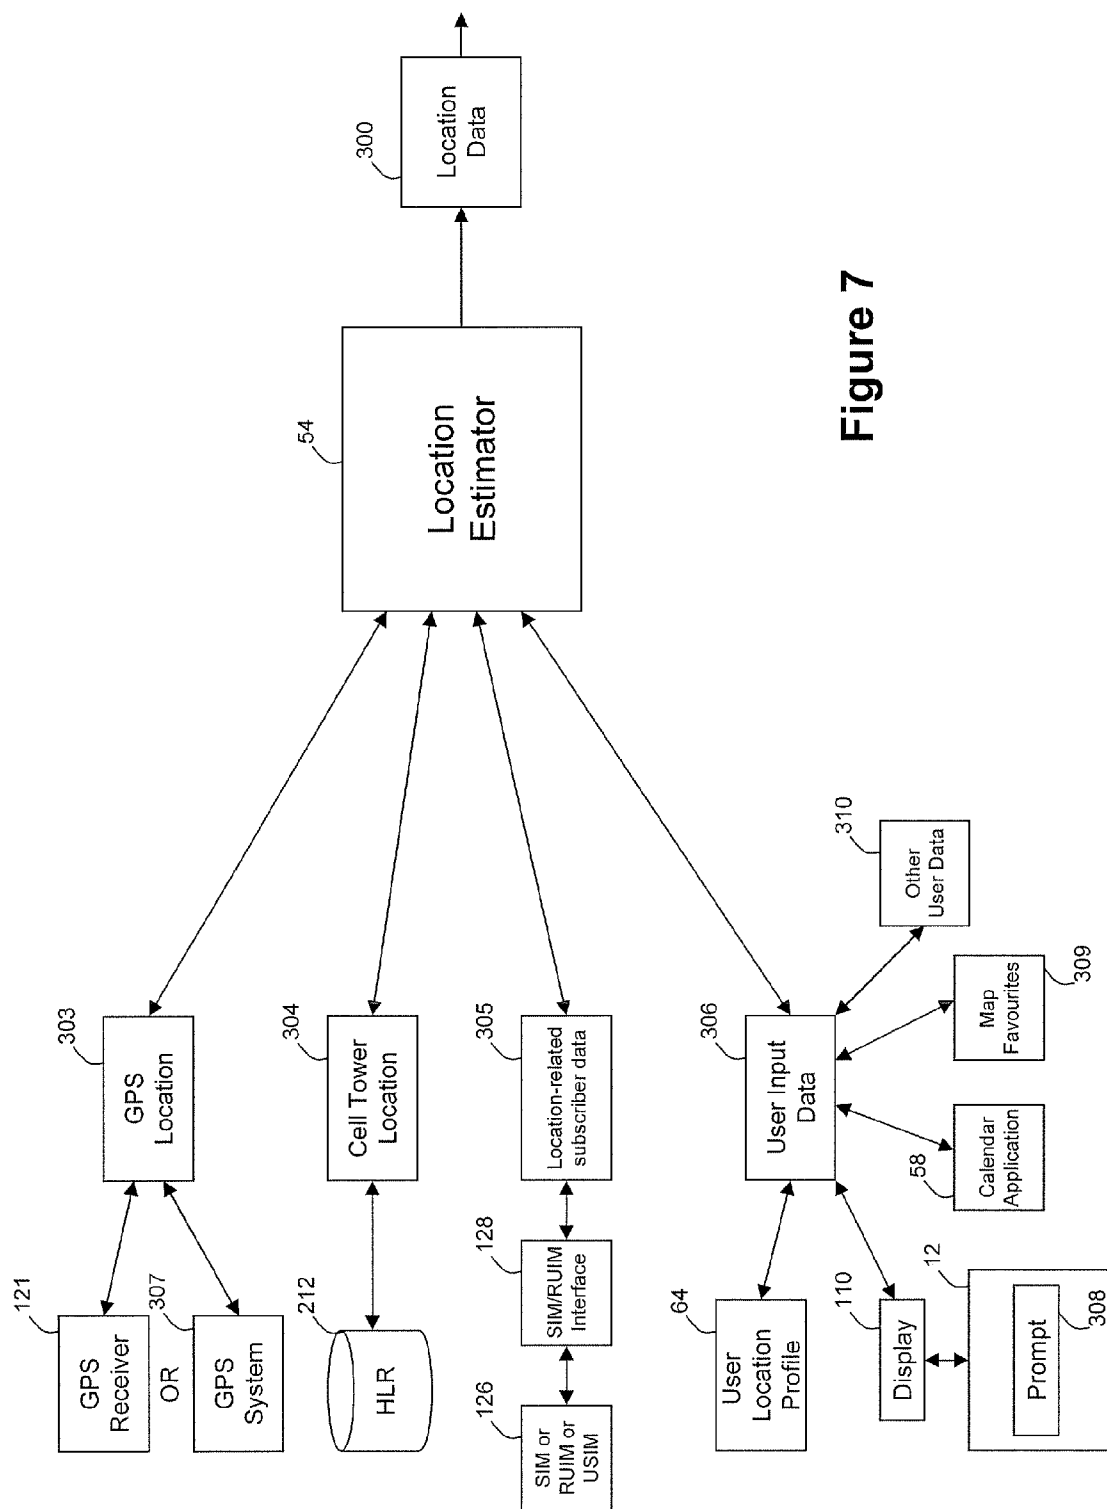 121
GPS
Receiver
OR
307
GPS
System
303
GPS
Location
212
HLR
304
Cell Tower
Location
126
SIM or
RUIM or
USIM
128
SIM/RUIM
Interface
305
Location-related
subscriber data
64
User
Location
Profile
110
Display
12
Prompt
308
306
User Input
Data
58
Calendar
Application
Map
Favourites
309
310
Other
User Data
54
Location
Estimator
300
Location
Data
Figure 7